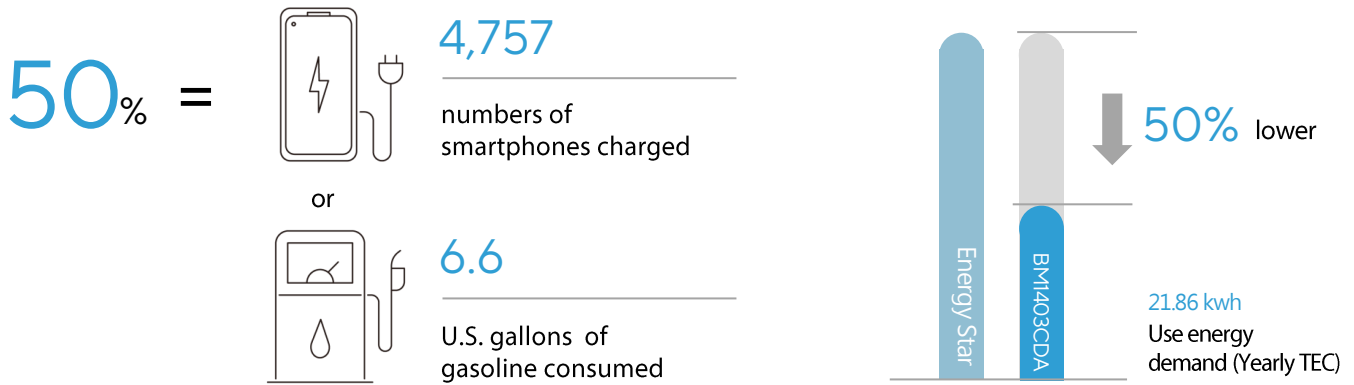 50% =
4,757
numbers of
smartphones charged
or
6.6
U.S. gallons of
gasoline consumed
Energy Star
BM1403CDA
50% lower
21.86 kwh
Use energy
demand (Yearly TEC)